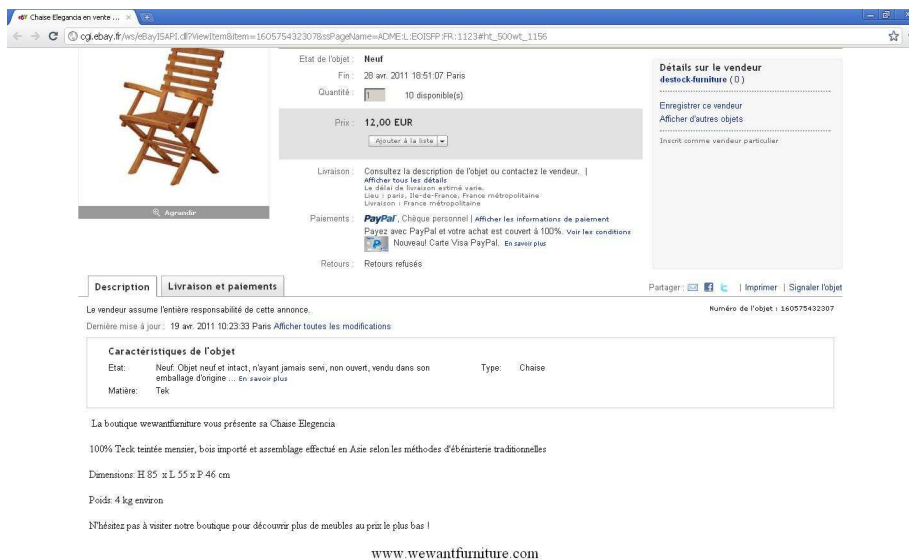 Chaise Elegancia en vente ...
cgi.ebay.fr/ws/eBayISAPI.dll?ViewItem&item=160575432307&ssPageName=ADME:L:EOISFP:FR:1123#ht_500wt_1156
Etat de l'objet : Neuf
Fin : 28 avr. 2011 18:51:07 Paris
Quantité : 1 10 disponible(s)
Prix : 12,00 EUR
Ajouter à la liste
Livraison : Consultez la description de l'objet ou contactez le vendeur. |
Afficher tous les détails
Le délai de livraison estimé varie.
Lieu : paris, Ile-de-France, France métropolitaine
Livraison : France métropolitaine
Paiements : PayPal, Chèque personnel | Afficher les informations de paiement
Payez avec PayPal et votre achat est couvert à 100%. Voir les conditions
Nouveau! Carte Visa PayPal. En savoir plus
Retours : Retours refusés
Agrandir
Détails sur le vendeur
destock-furniture ( 0 )
Enregistrer ce vendeur
Afficher d'autres objets
Inscrit comme vendeur particulier
Description
Livraison et paiements
Partager : | Imprimer | Signaler l'objet
Le vendeur assume l'entière responsabilité de cette annonce.
Numéro de l'objet : 160575432307
Dernière mise à jour : 19 avr. 2011 10:23:33 Paris Afficher toutes les modifications
Caractéristiques de l'objet
Etat: Neuf: Objet neuf et intact, n'ayant jamais servi, non ouvert, vendu dans son
emballage d'origine ... En savoir plus
Type: Chaise
Matière: Tek
La boutique wewantfurniture vous présente sa Chaise Elegencia
100% Teck teintée mensier, bois importé et assemblage effectué en Asie selon les méthodes d'ébénisterie traditionnelles
Dimensions: H 85 x L 55 x P 46 cm
Poids: 4 kg environ
N'hésitez pas à visiter notre boutique pour découvrir plus de meubles au prix le plus bas !
www.wewantfurniture.com